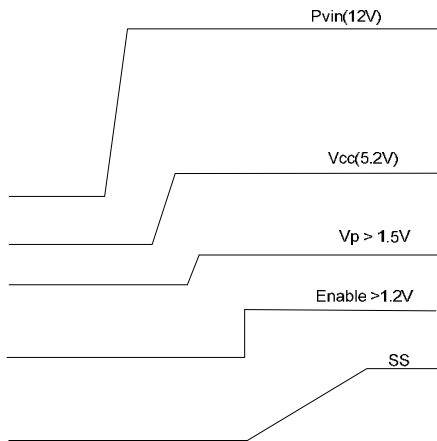 Pvin(12V)
Vcc(5.2V)
Vp > 1.5V
Enable >1.2V
SS